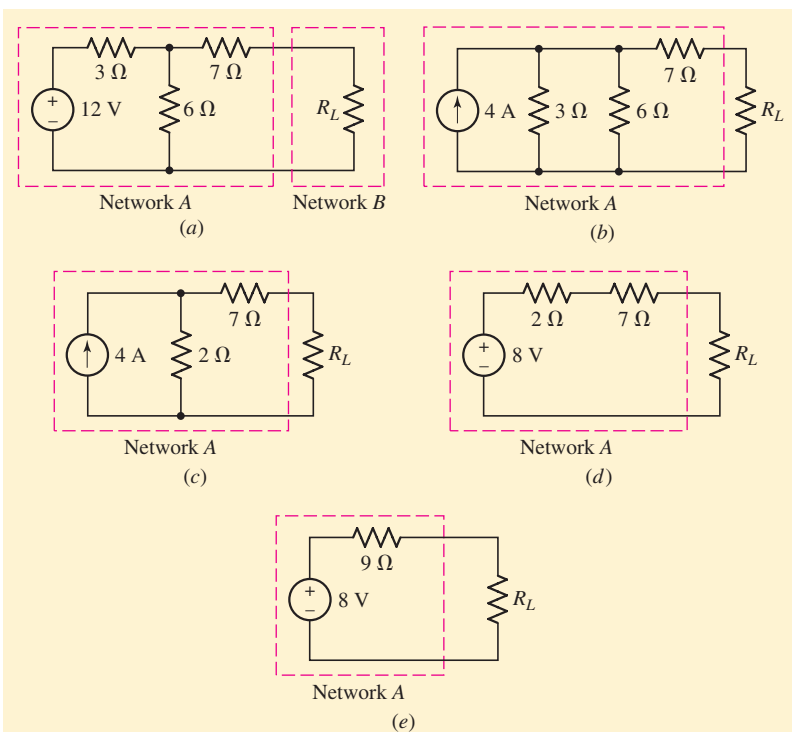 3 Ω
7 Ω
+
−
12 V
6 Ω
R_L
Network A
Network B
(a)
7 Ω
4 A
3 Ω
6 Ω
R_L
Network A
(b)
7 Ω
4 A
2 Ω
R_L
Network A
(c)
2 Ω
7 Ω
+
−
8 V
R_L
Network A
(d)
9 Ω
+
−
8 V
R_L
Network A
(e)